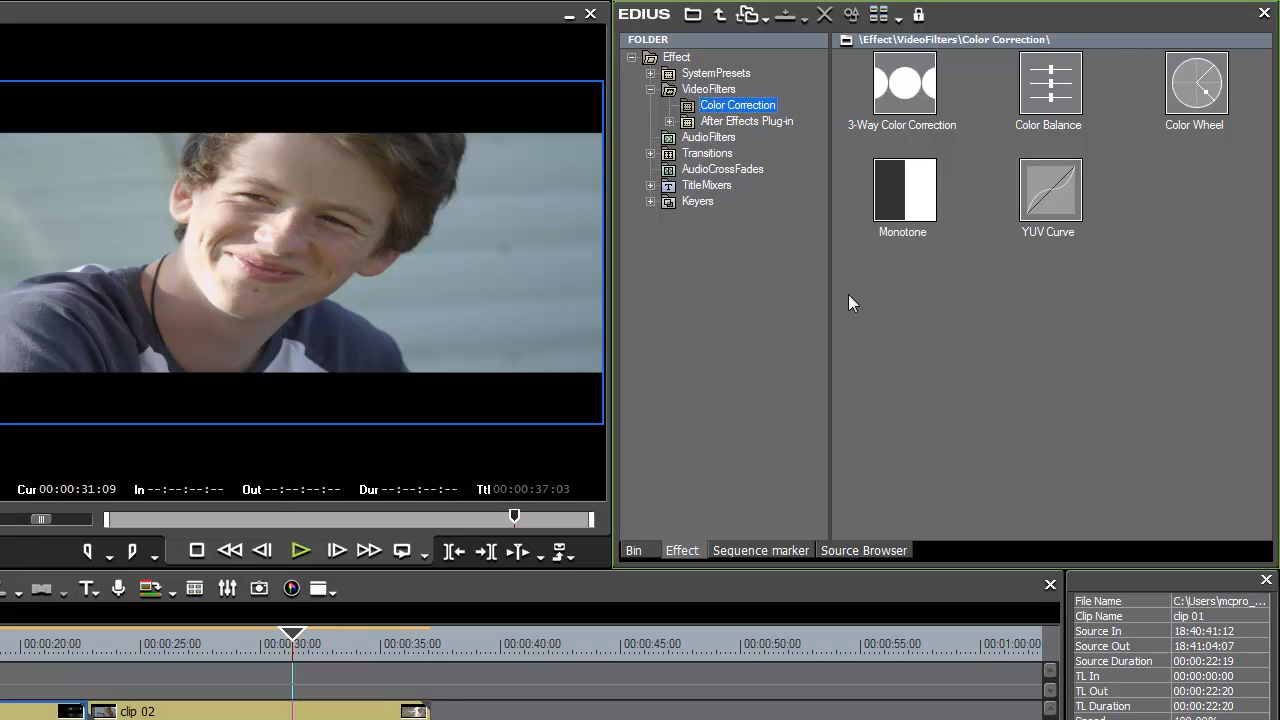 EDIUS
FOLDER
\Effect\VideoFilters\Color Correction\
Effect
SystemPresets
VideoFilters
Color Correction
After Effects Plug-in
AudioFilters
Transitions
AudioCrossFades
TitleMixers
Keyers
3-Way Color Correction
Color Balance
Color Wheel
Monotone
YUV Curve
Cur 00:00:31:09 In --:--:--:-- Out --:--:--:-- Dur --:--:--:-- Ttl 00:00:37:03
Bin Effect Sequence marker Source Browser
T
00:00:20:00 00:00:25:00 00:00:30:00 00:00:35:00 00:00:40:00 00:00:45:00 00:00:50:00 00:00:55:00 00:01:00:00
clip 02
File Name C:\Users\mcpro_...
Clip Name clip 01
Source In 18:40:41:12
Source Out 18:41:04:07
Source Duration 00:00:22:19
TL In 00:00:00:00
TL Out 00:00:22:20
TL Duration 00:00:22:20
Speed 100.00%